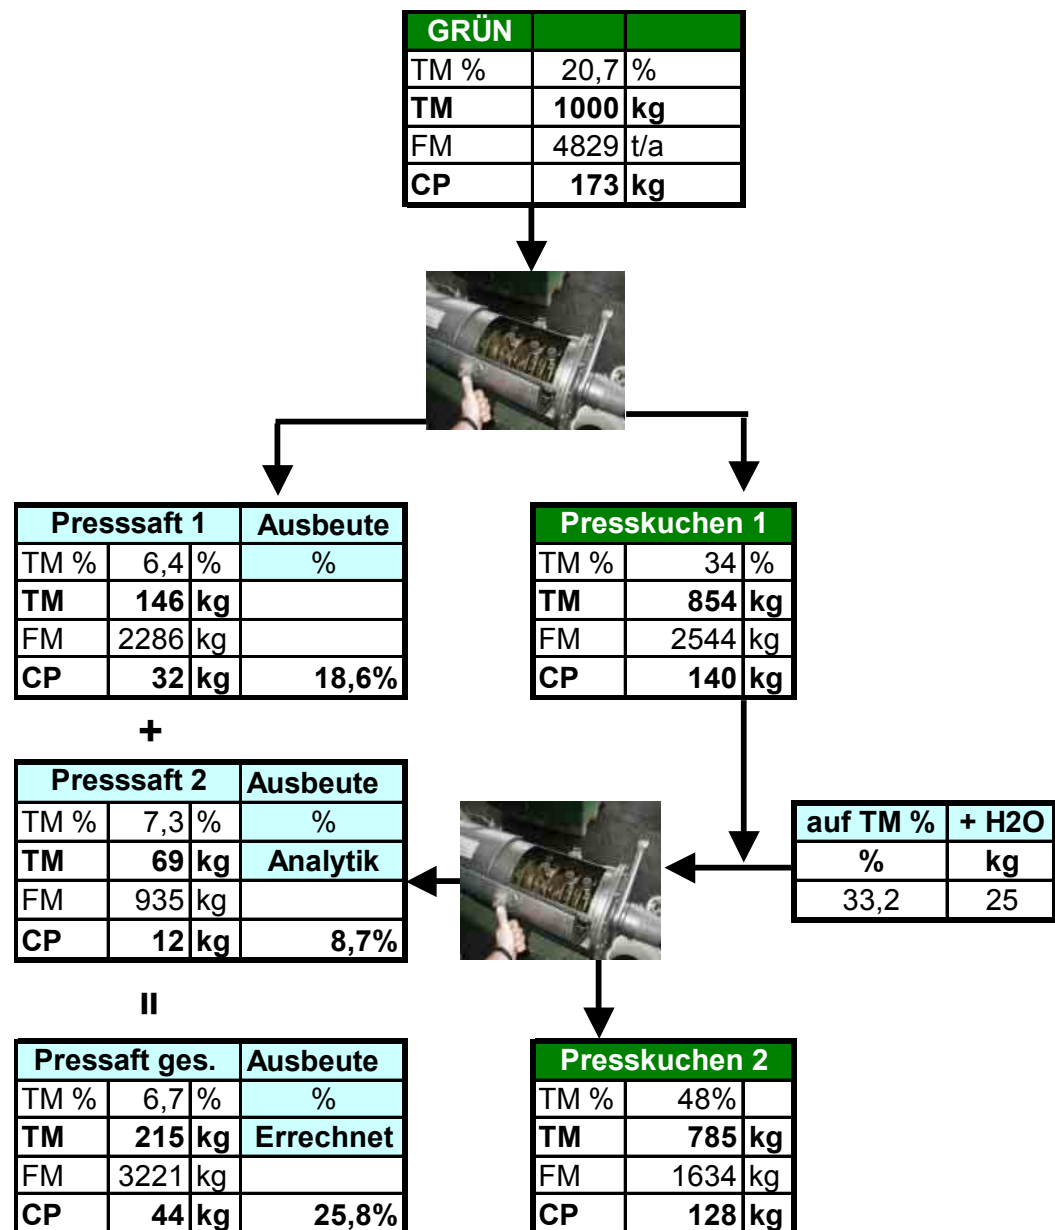 GRÜN
TM % 20,7 %
TM 1000 kg
FM 4829 t/a
CP 173 kg
Presssaft 1 Ausbeute
TM % 6,4 % %
TM 146 kg
FM 2286 kg
CP 32 kg 18,6%
Presskuchen 1
TM % 34 %
TM 854 kg
FM 2544 kg
CP 140 kg
+
Presssaft 2 Ausbeute
TM % 7,3 % %
TM 69 kg Analytik
FM 935 kg
CP 12 kg 8,7%
auf TM % + H2O
% kg
33,2 25
=
Pressaft ges. Ausbeute
TM % 6,7 % %
TM 215 kg Errechnet
FM 3221 kg
CP 44 kg 25,8%
Presskuchen 2
TM % 48%
TM 785 kg
FM 1634 kg
CP 128 kg